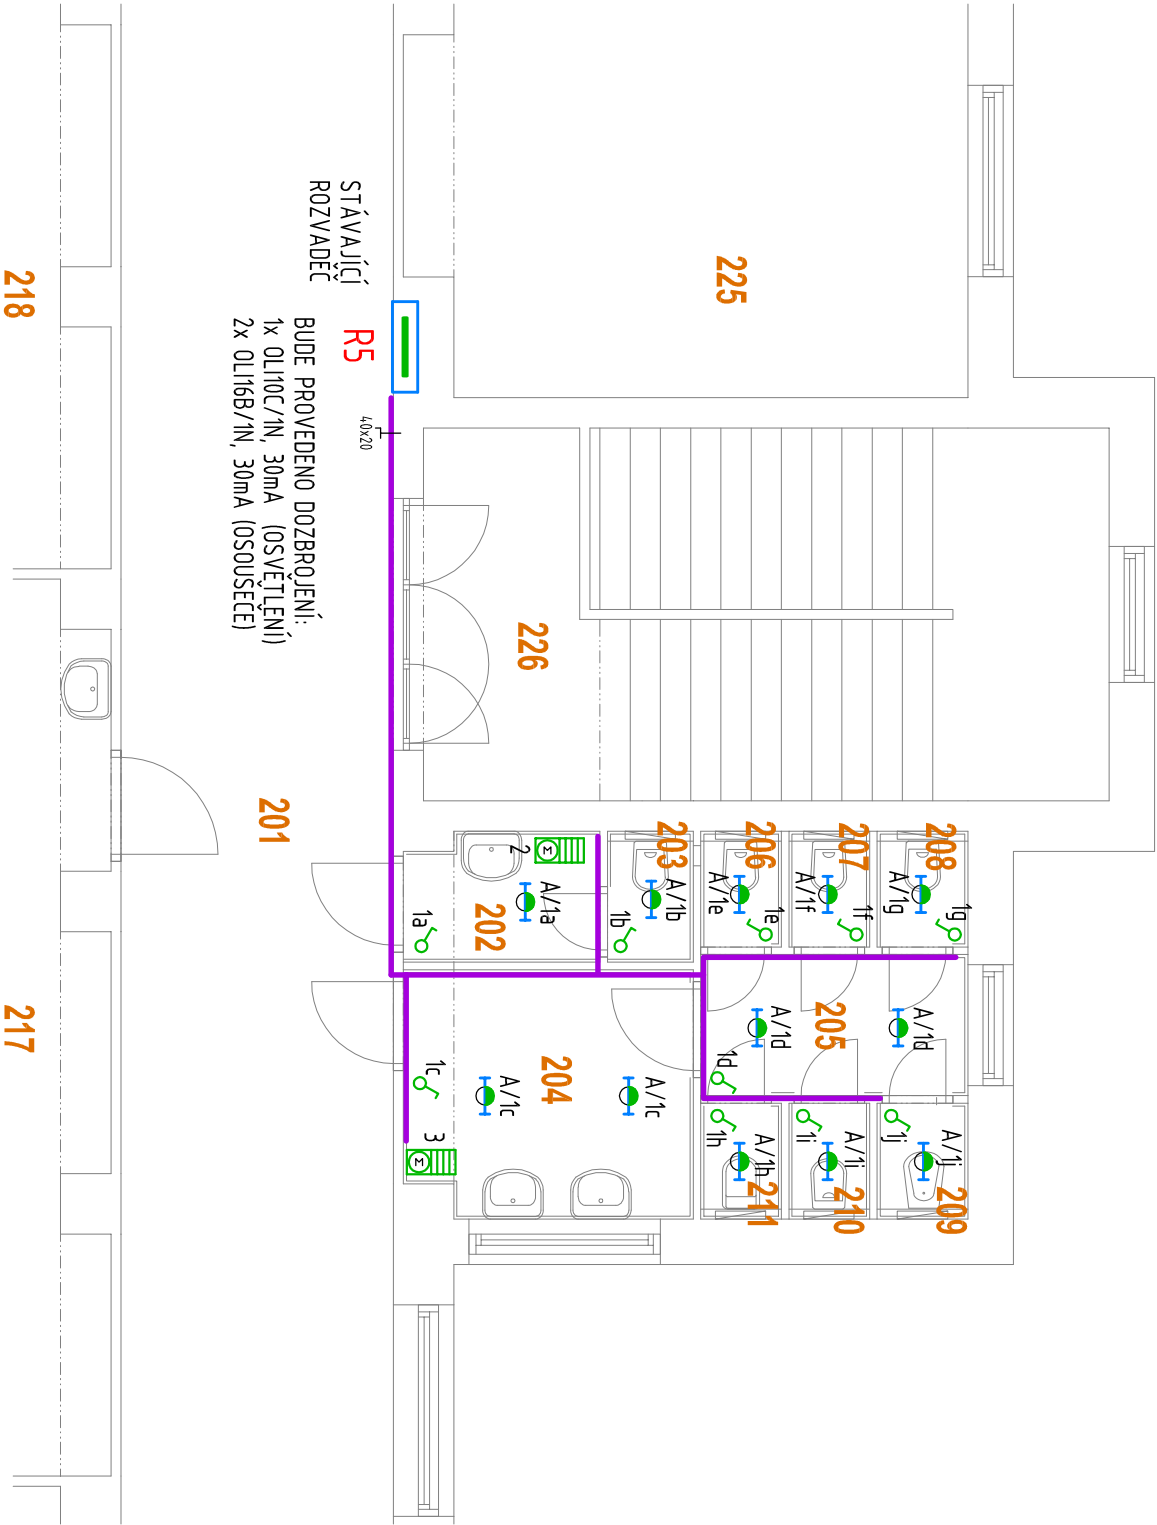 STÁVAJÍCÍ
ROZVADĚČ
R5
BUDE PROVEDENO DOZBROJENÍ:
1x OLI10C/1N, 30mA (OSVĚTLENÍ)
2x OLI16B/1N, 30mA (OSOUŠEČE)
40x20
225
226
218
201
217
208
207
206
203
A/1g
1g
A/1f
1f
A/1e
1e
A/1b
1b
2
M
A/1a
202
1a
A/1d
A/1d
205
1d
A/1c
204
A/1c
1c
3
M
A/1j
1j
209
A/1i
1i
210
A/1h
1h
211